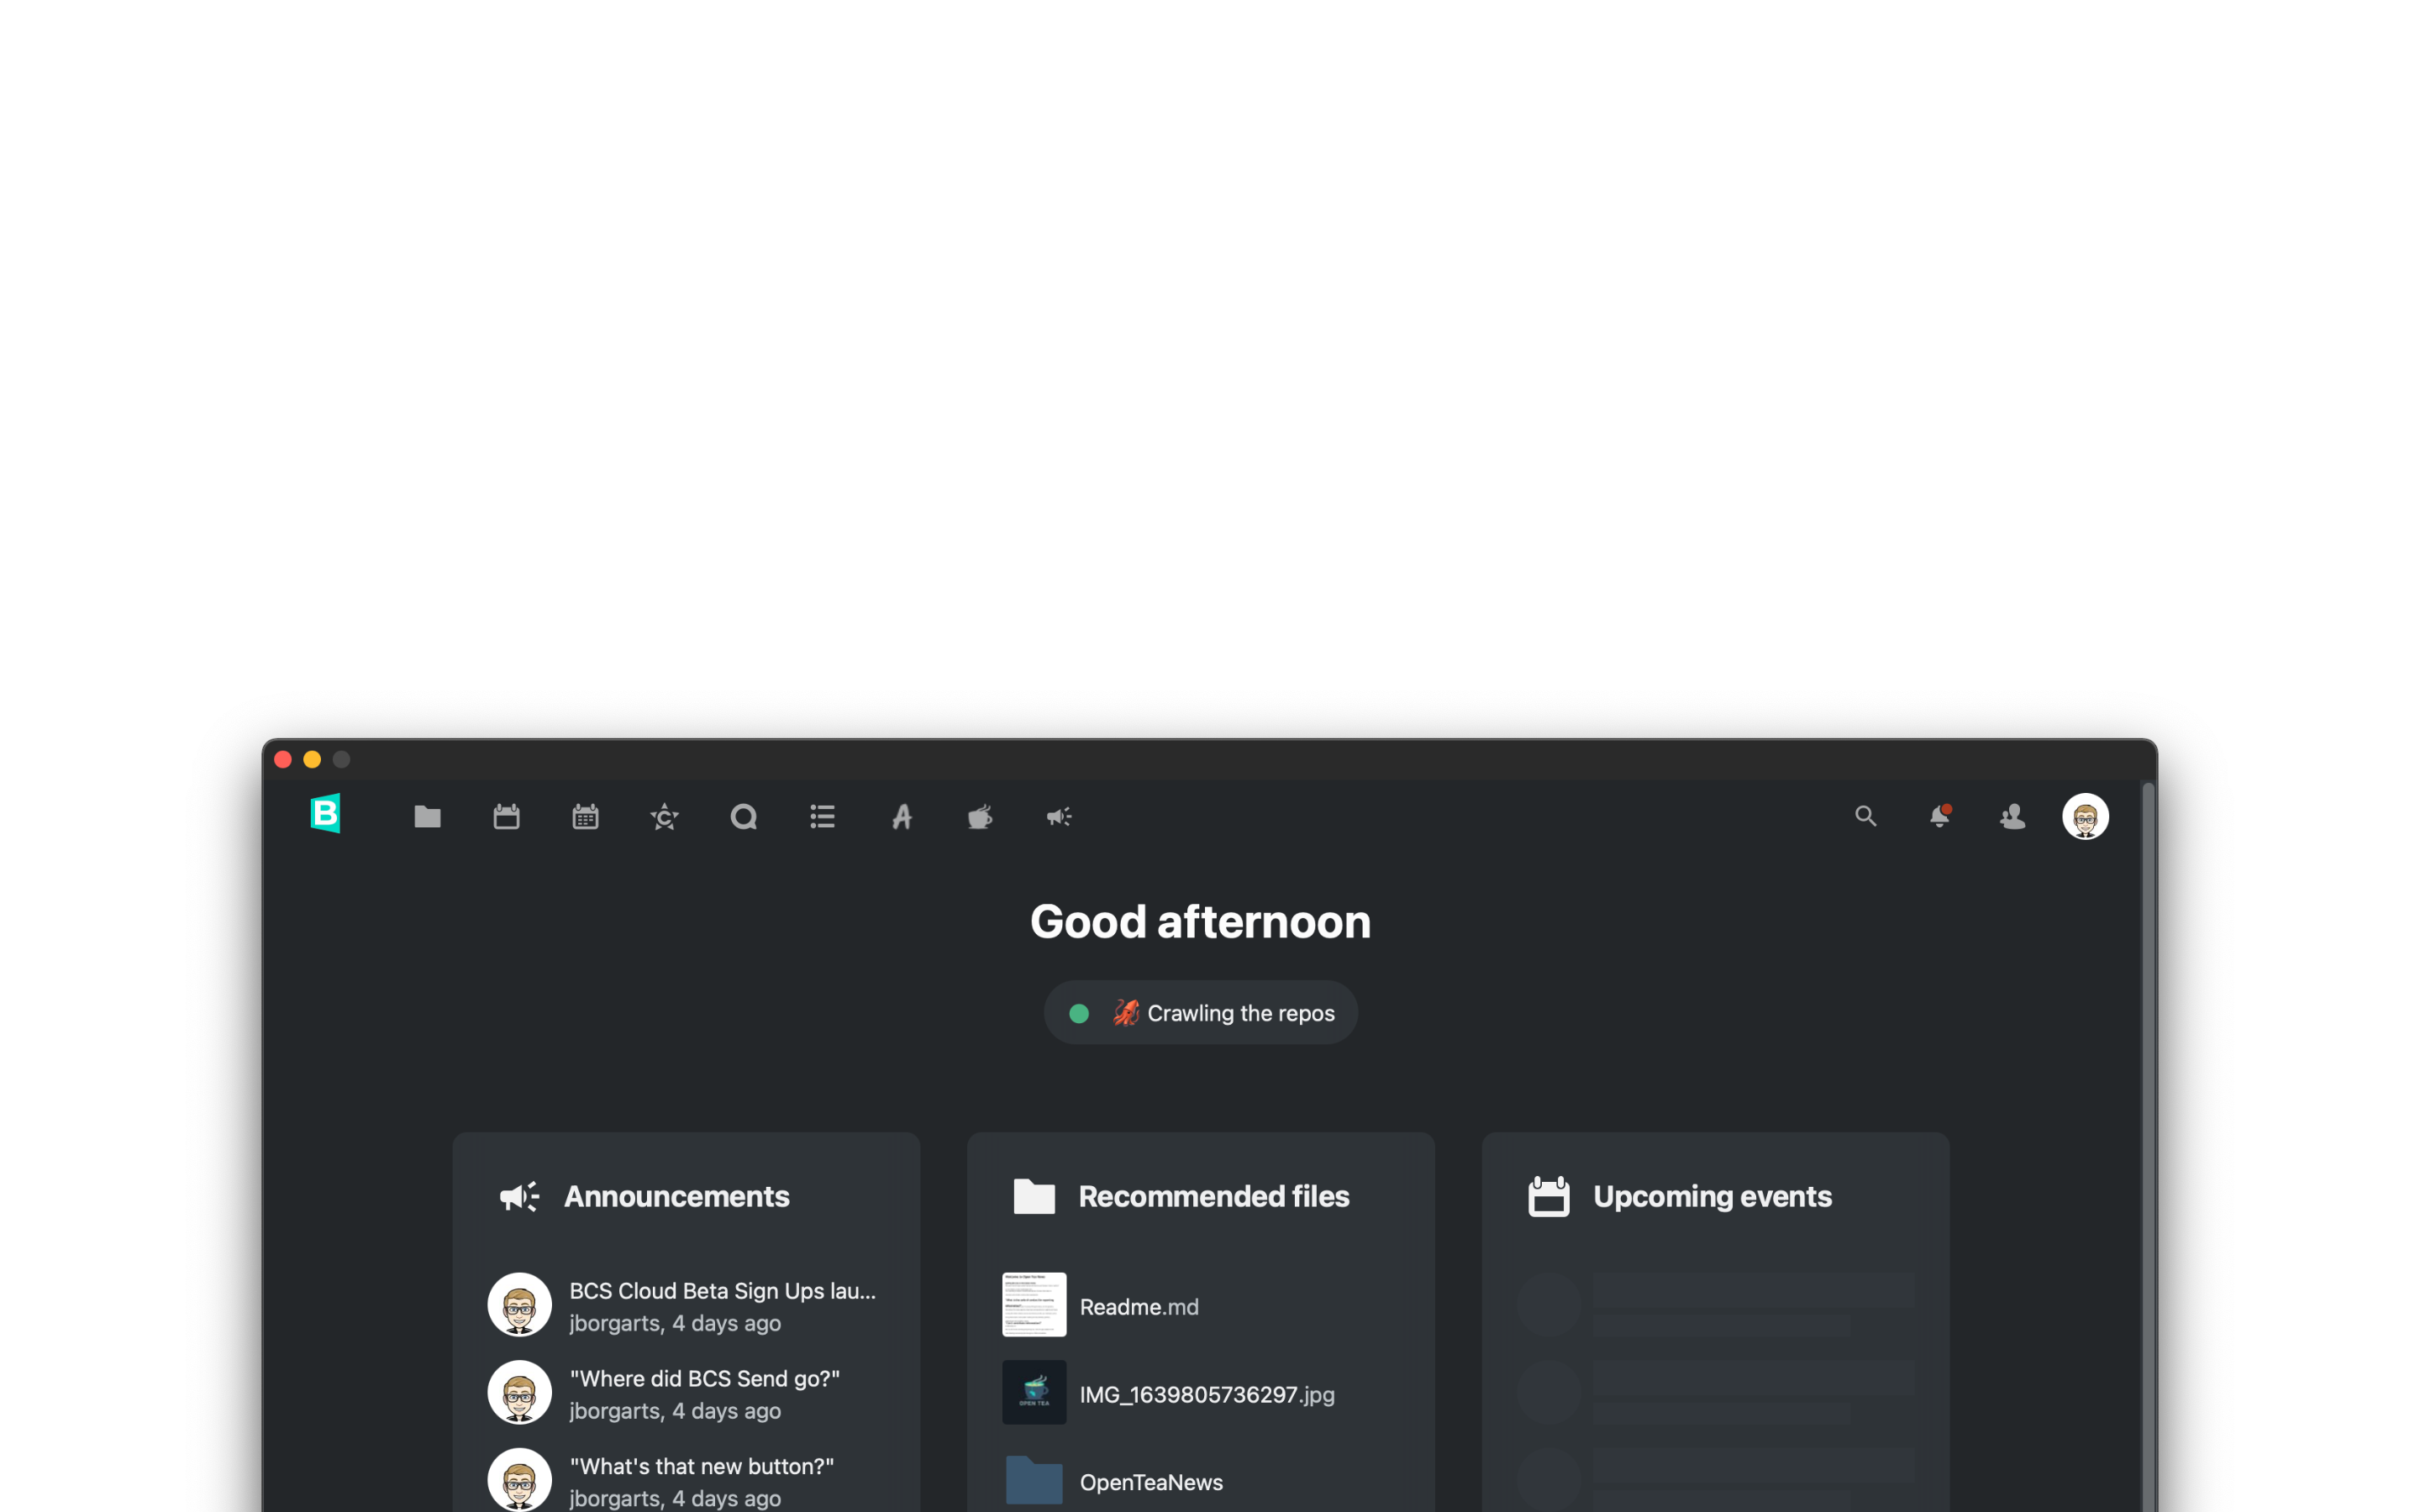 B
Good afternoon
🦑 Crawling the repos
Announcements
BCS Cloud Beta Sign Ups lau...
jborgarts, 4 days ago
"Where did BCS Send go?"
jborgarts, 4 days ago
"What's that new button?"
jborgarts, 4 days ago
Recommended files
Readme.md
OPEN TEA
IMG_1639805736297.jpg
OpenTeaNews
Upcoming events